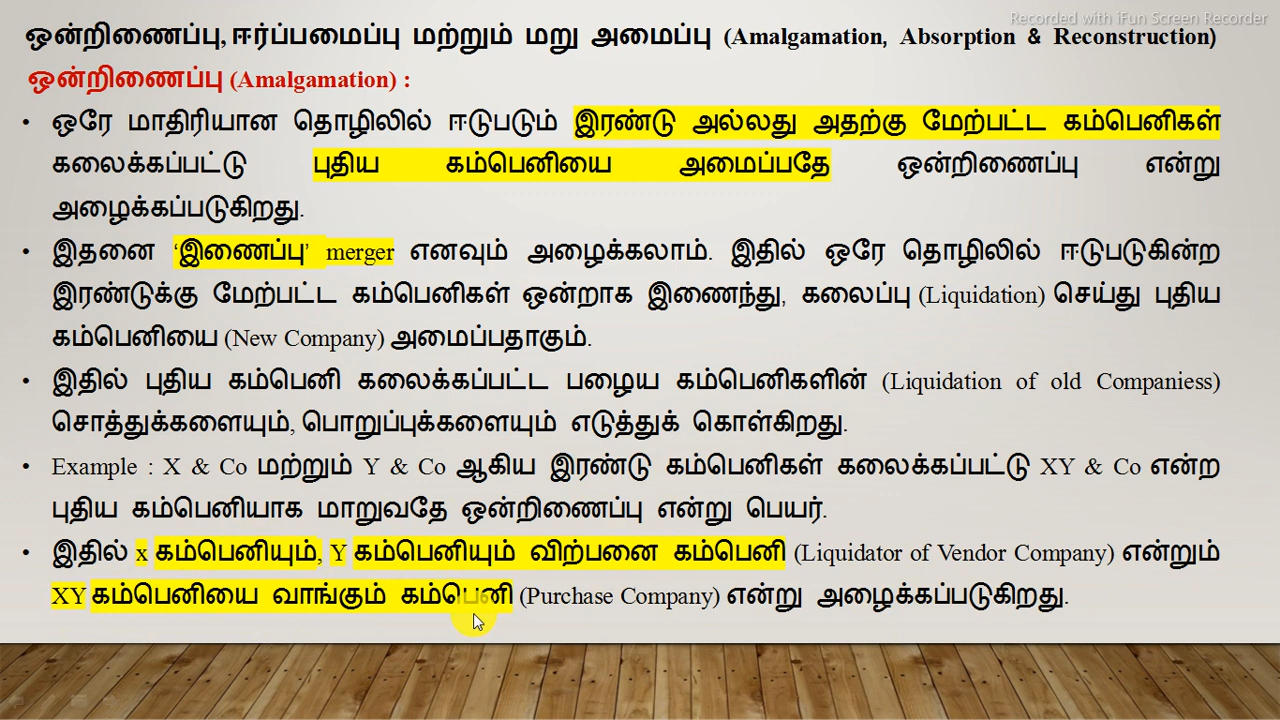 Recorded with iFun Screen Recorder
ஒன்றிணைப்பு, ஈர்ப்பமைப்பு மற்றும் மறு அமைப்பு (Amalgamation, Absorption & Reconstruction)
ஒன்றிணைப்பு (Amalgamation) :
• ஒரே மாதிரியான தொழிலில் ஈடுபடும் இரண்டு அல்லது அதற்கு மேற்பட்ட கம்பெனிகள்
கலைக்கப்பட்டு புதிய கம்பெனியை அமைப்பதே ஒன்றிணைப்பு என்று
அழைக்கப்படுகிறது.
• இதனை ‘இணைப்பு’ merger எனவும் அழைக்கலாம். இதில் ஒரே தொழிலில் ஈடுபடுகின்ற
இரண்டுக்கு மேற்பட்ட கம்பெனிகள் ஒன்றாக இணைந்து, கலைப்பு (Liquidation) செய்து புதிய
கம்பெனியை (New Company) அமைப்பதாகும்.
• இதில் புதிய கம்பெனி கலைக்கப்பட்ட பழைய கம்பெனிகளின் (Liquidation of old Companiess)
சொத்துக்களையும், பொறுப்புக்களையும் எடுத்துக் கொள்கிறது.
• Example : X & Co மற்றும் Y & Co ஆகிய இரண்டு கம்பெனிகள் கலைக்கப்பட்டு XY & Co என்ற
புதிய கம்பெனியாக மாறுவதே ஒன்றிணைப்பு என்று பெயர்.
• இதில் x கம்பெனியும், Y கம்பெனியும் விற்பனை கம்பெனி (Liquidator of Vendor Company) என்றும்
XY கம்பெனியை வாங்கும் கம்பெனி (Purchase Company) என்று அழைக்கப்படுகிறது.